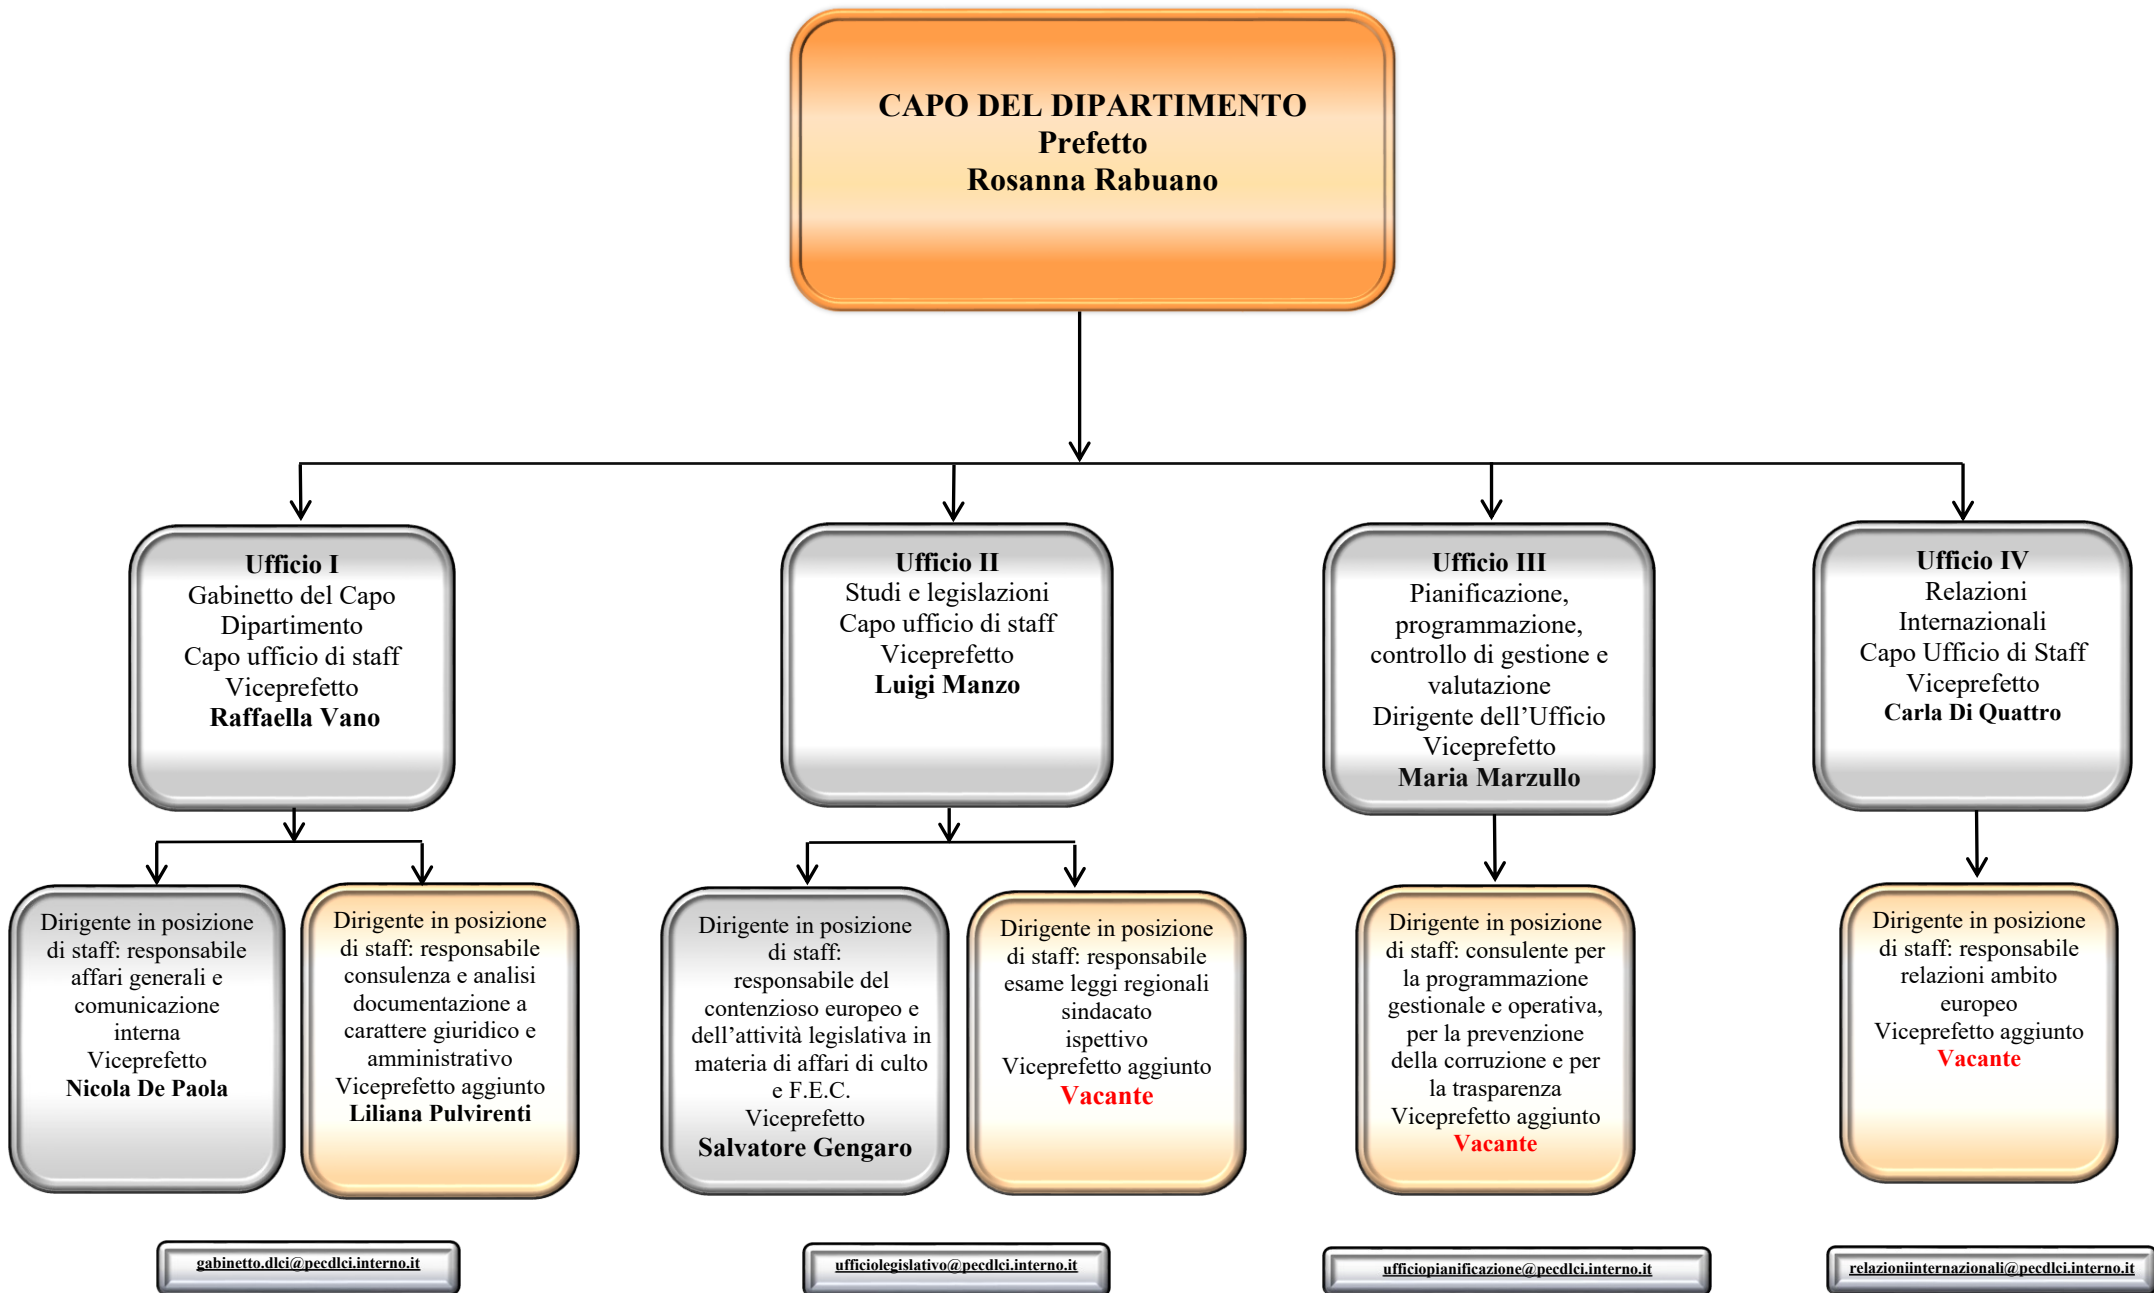 CAPO DEL DIPARTIMENTO
Prefetto
Rosanna Rabuano
Ufficio I
Gabinetto del Capo
Dipartimento
Capo ufficio di staff
Viceprefetto
Raffaella Vano
Ufficio II
Studi e legislazioni
Capo ufficio di staff
Viceprefetto
Luigi Manzo
Ufficio III
Pianificazione,
programmazione,
controllo di gestione e
valutazione
Dirigente dell’Ufficio
Viceprefetto
Maria Marzullo
Ufficio IV
Relazioni
Internazionali
Capo Ufficio di Staff
Viceprefetto
Carla Di Quattro
Dirigente in posizione
di staff: responsabile
affari generali e
comunicazione
interna
Viceprefetto
Nicola De Paola
Dirigente in posizione
di staff: responsabile
consulenza e analisi
documentazione a
carattere giuridico e
amministrativo
Viceprefetto aggiunto
Liliana Pulvirenti
Dirigente in posizione
di staff:
responsabile del
contenzioso europeo e
dell’attività legislativa in
materia di affari di culto
e F.E.C.
Viceprefetto
Salvatore Gengaro
Dirigente in posizione
di staff: responsabile
esame leggi regionali
sindacato
ispettivo
Viceprefetto aggiunto
Vacante
Dirigente in posizione
di staff: consulente per
la programmazione
gestionale e operativa,
per la prevenzione
della corruzione e per
la trasparenza
Viceprefetto aggiunto
Vacante
Dirigente in posizione
di staff: responsabile
relazioni ambito
europeo
Viceprefetto aggiunto
Vacante
gabinetto.dlci@pecdlci.interno.it
ufficiolegislativo@pecdlci.interno.it
ufficiopianificazione@pecdlci.interno.it
relazioniinternazionali@pecdlci.interno.it